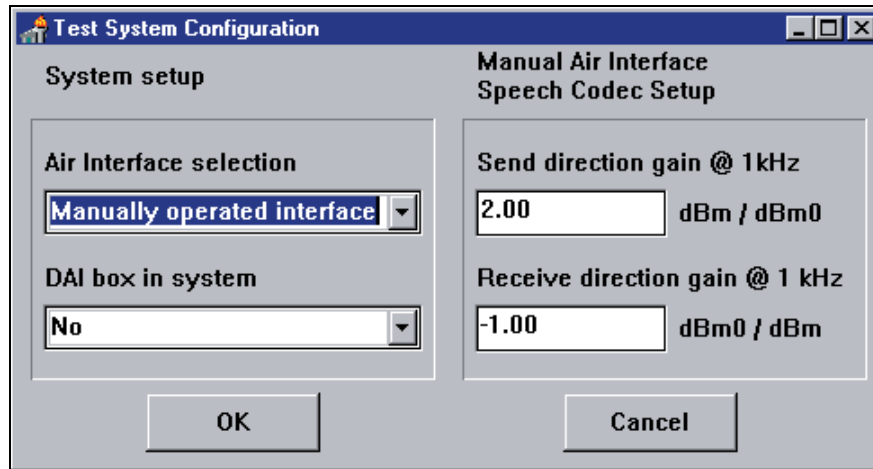 Test System Configuration
System setup
Air Interface selection
Manually operated interface
DAI box in system
No
Manual Air Interface
Speech Codec Setup
Send direction gain @ 1kHz
2.00 dBm / dBm0
Receive direction gain @ 1 kHz
-1.00 dBm0 / dBm
OK
Cancel